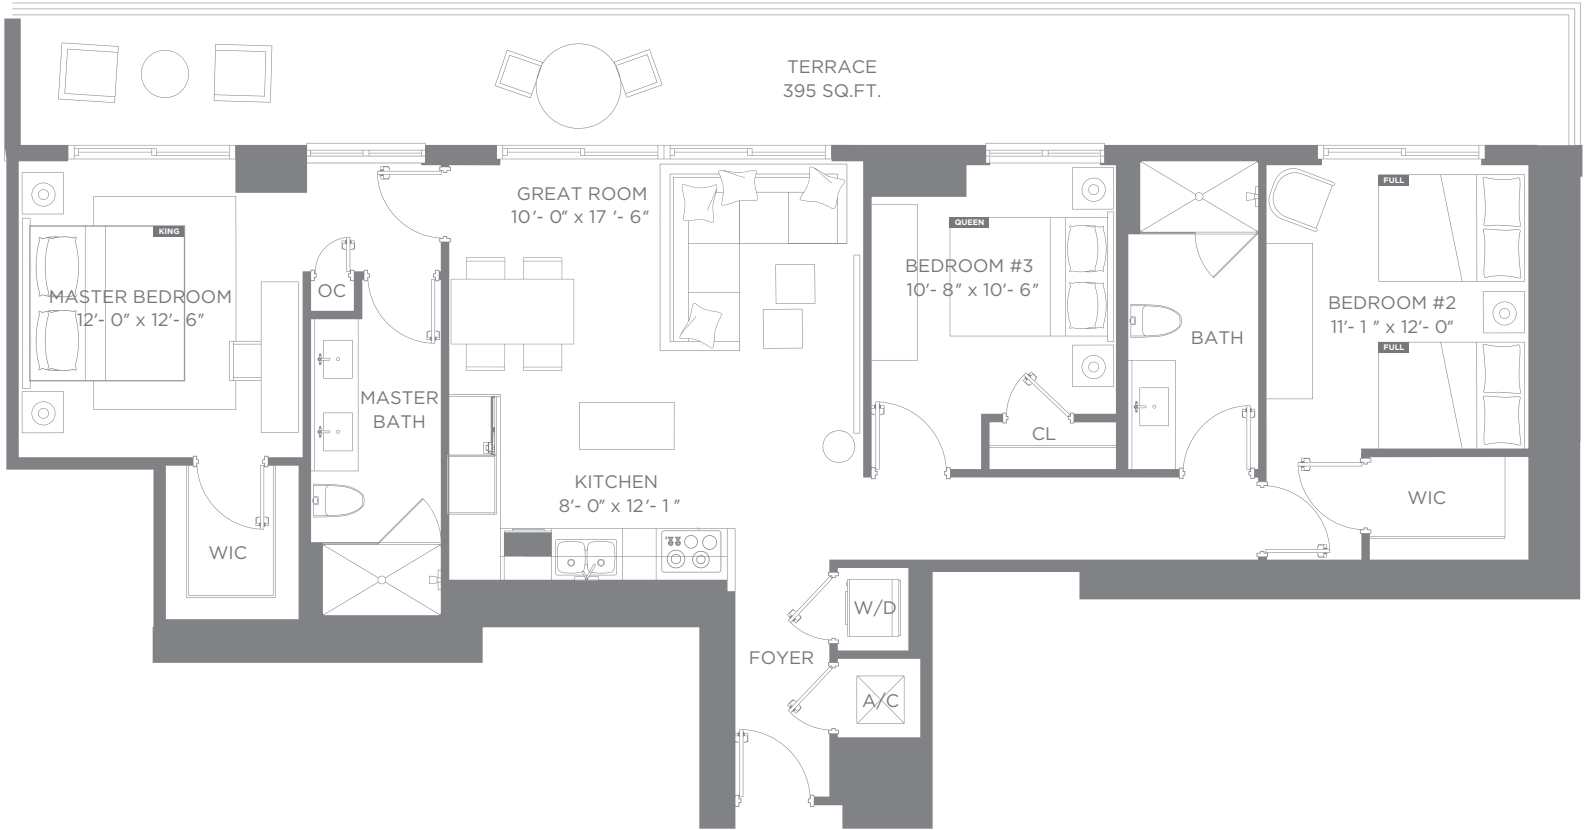 TERRACE
395 SQ.FT.
GREAT ROOM
10'- 0" x 17 '- 6"
KING
MASTER BEDROOM
12'- 0" x 12'- 6"
OC
MASTER
BATH
QUEEN
BEDROOM #3
10'- 8" x 10'- 6"
CL
BATH
FULL
BEDROOM #2
11'- 1 " x 12'- 0"
FULL
KITCHEN
8'- 0" x 12'- 1 "
WIC
WIC
W/D
FOYER
A/C